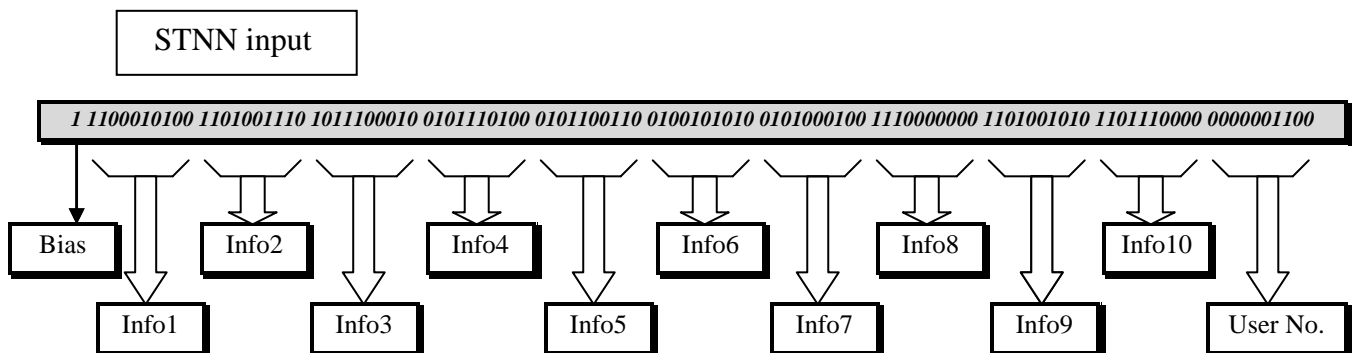 STNN input
1 1100010100 1101001110 1011100010 0101110100 0101100110 0100101010 0101000100 1110000000 1101001010 1101110000 0000001100
Bias Info2 Info4 Info6 Info8 Info10
Info1 Info3 Info5 Info7 Info9 User No.